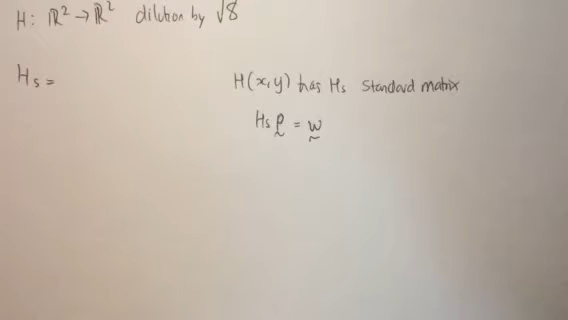 H: ℝ² → ℝ² dilution by √8
Hs =
H(x,y) has Hs Standard matrix
Hs p = w